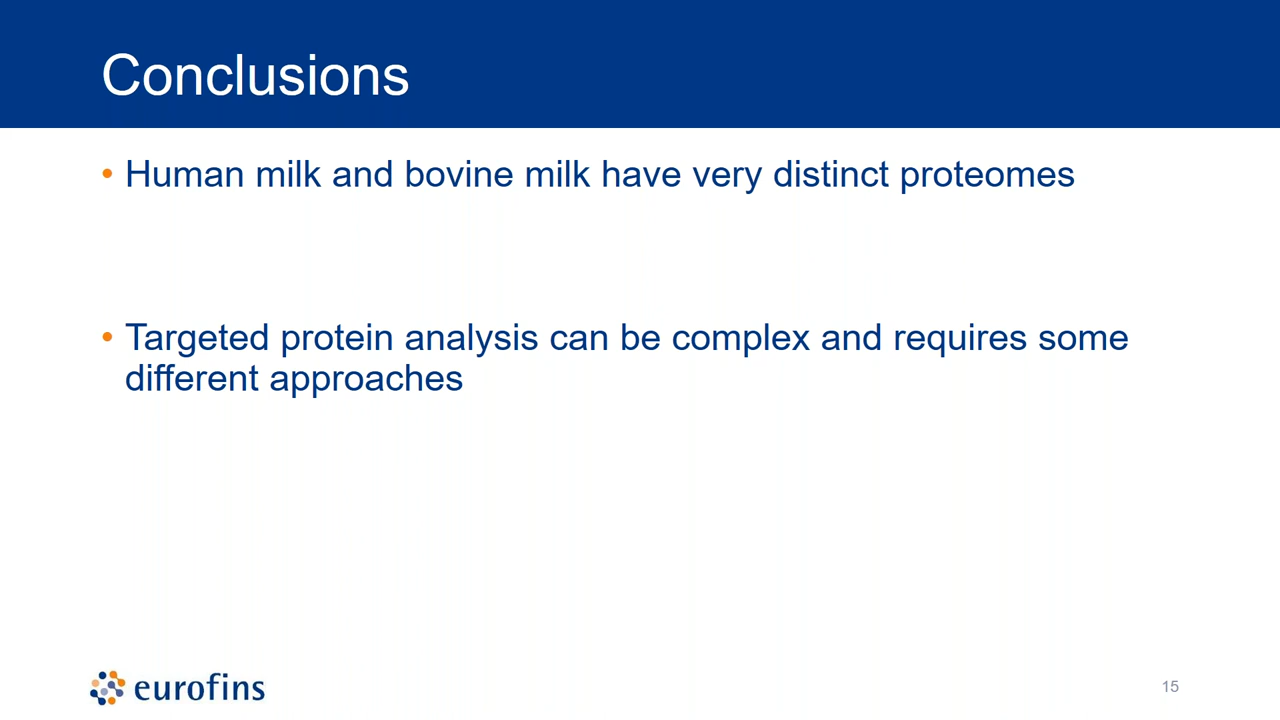 Conclusions
• Human milk and bovine milk have very distinct proteomes
• Targeted protein analysis can be complex and requires some
different approaches
eurofins
15